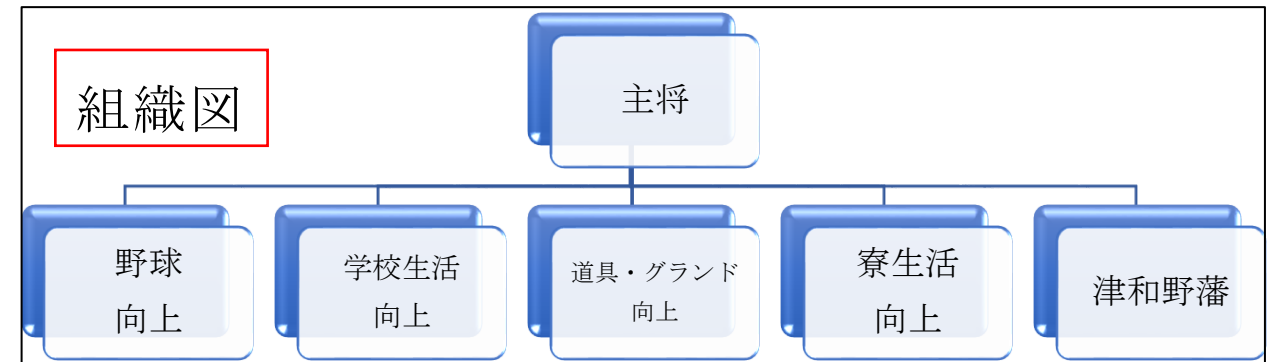 組織図
主将
野球
向上
学校生活
向上
道具・グランド
向上
寮生活
向上
津和野藩